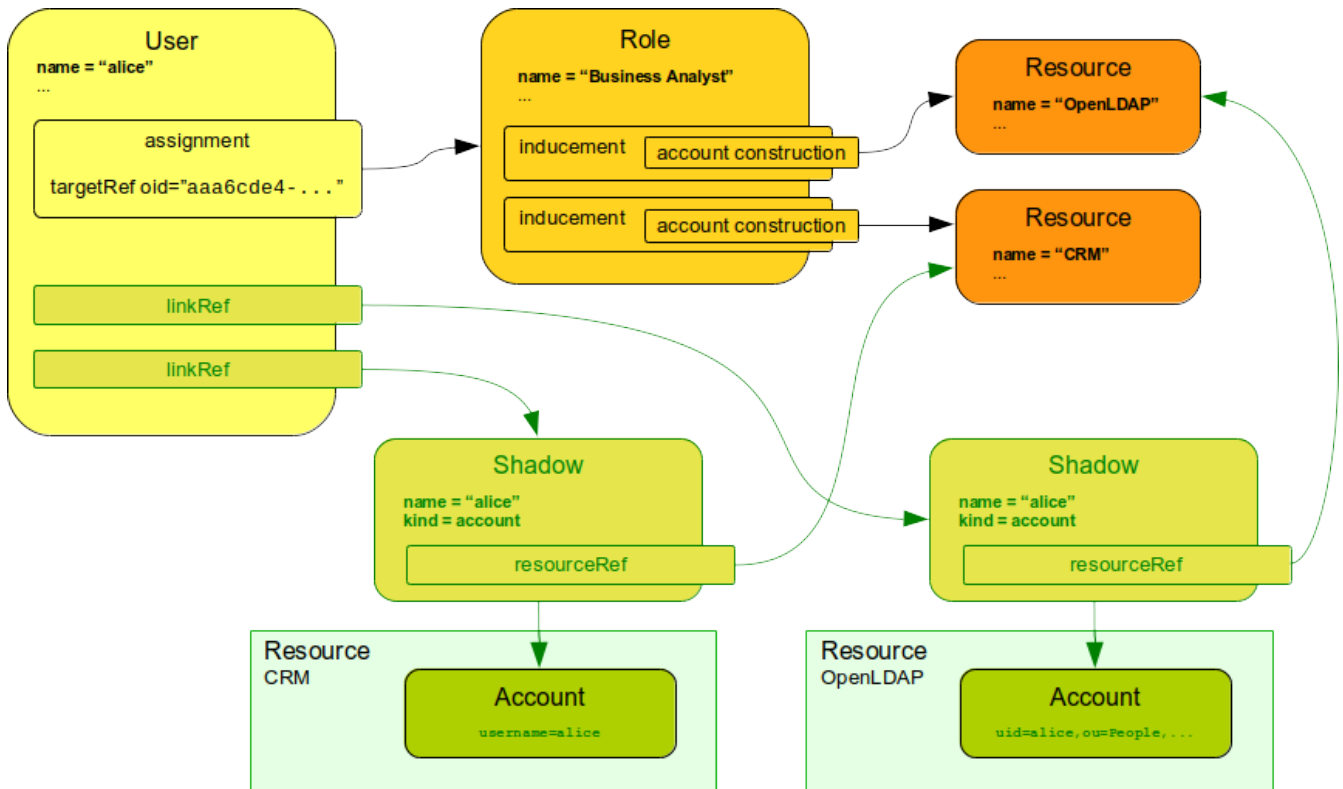 User
name = “alice”
...
assignment
targetRef oid=”aaa6cde4-...”
linkRef
linkRef
Role
name = “Business Analyst”
...
inducement
account construction
inducement
account construction
Resource
name = “OpenLDAP”
...
Resource
name = “CRM”
...
Shadow
name = “alice”
kind = account
resourceRef
Shadow
name = “alice”
kind = account
resourceRef
Resource
CRM
Account
username=alice
Resource
OpenLDAP
Account
uid=alice,ou=People,...